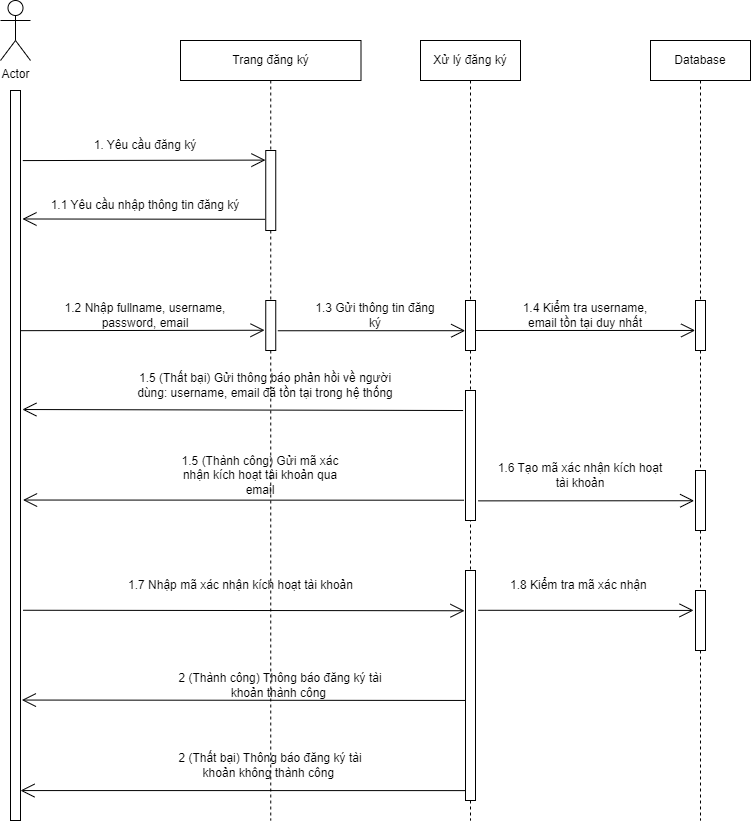 Actor
Trang đăng ký
Xử lý đăng ký
Database
1. Yêu cầu đăng ký
1.1 Yêu cầu nhập thông tin đăng ký
1.2 Nhập fullname, username,
password, email
1.3 Gửi thông tin đăng
ký
1.4 Kiểm tra username,
email tồn tại duy nhất
1.5 (Thất bại) Gửi thông báo phản hồi về người
dùng: username, email đã tồn tại trong hệ thống
1.5 (Thành công) Gửi mã xác
nhận kích hoạt tài khoản qua
email
1.6 Tạo mã xác nhận kích hoạt
tài khoản
1.7 Nhập mã xác nhận kích hoạt tài khoản
1.8 Kiểm tra mã xác nhận
2 (Thành công) Thông báo đăng ký tài
khoản thành công
2 (Thất bại) Thông báo đăng ký tài
khoản không thành công